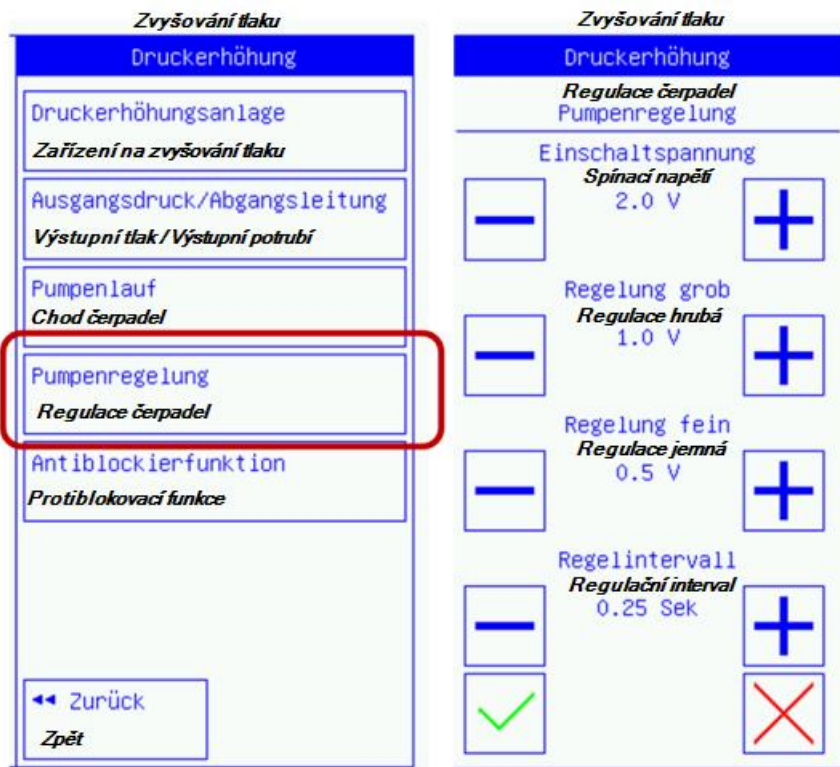 Zvyšování tlaku
Druckerhöhung
Druckerhöhungsanlage
Zařízení na zvyšování tlaku
Ausgangsdruck/Abgangsleitung
Výstupní tlak / Výstupní potrubí
Pumpenlauf
Chod čerpadel
Pumpenregelung
Regulace čerpadel
Antiblockierfunktion
Protiblokovací funkce
◄◄ Zurück
Zpět
Zvyšování tlaku
Druckerhöhung
Regulace čerpadel
Pumpenregelung
Einschaltspannung
Spínací napětí
2.0 V
Regelung grob
Regulace hrubá
1.0 V
Regelung fein
Regulace jemná
0.5 V
Regelintervall
Regulační interval
0.25 Sek